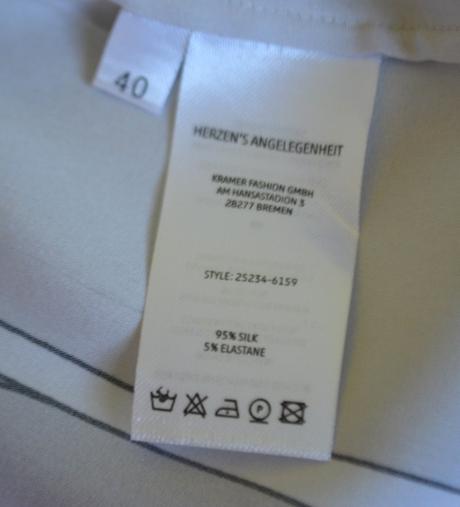 40
HERZEN'S ANGELEGENHEIT
KRAMER FASHION GMBH
AM HANSASTADION 3
28277 BREMEN
STYLE: 25234-6159
95% SILK
5% ELASTANE
P